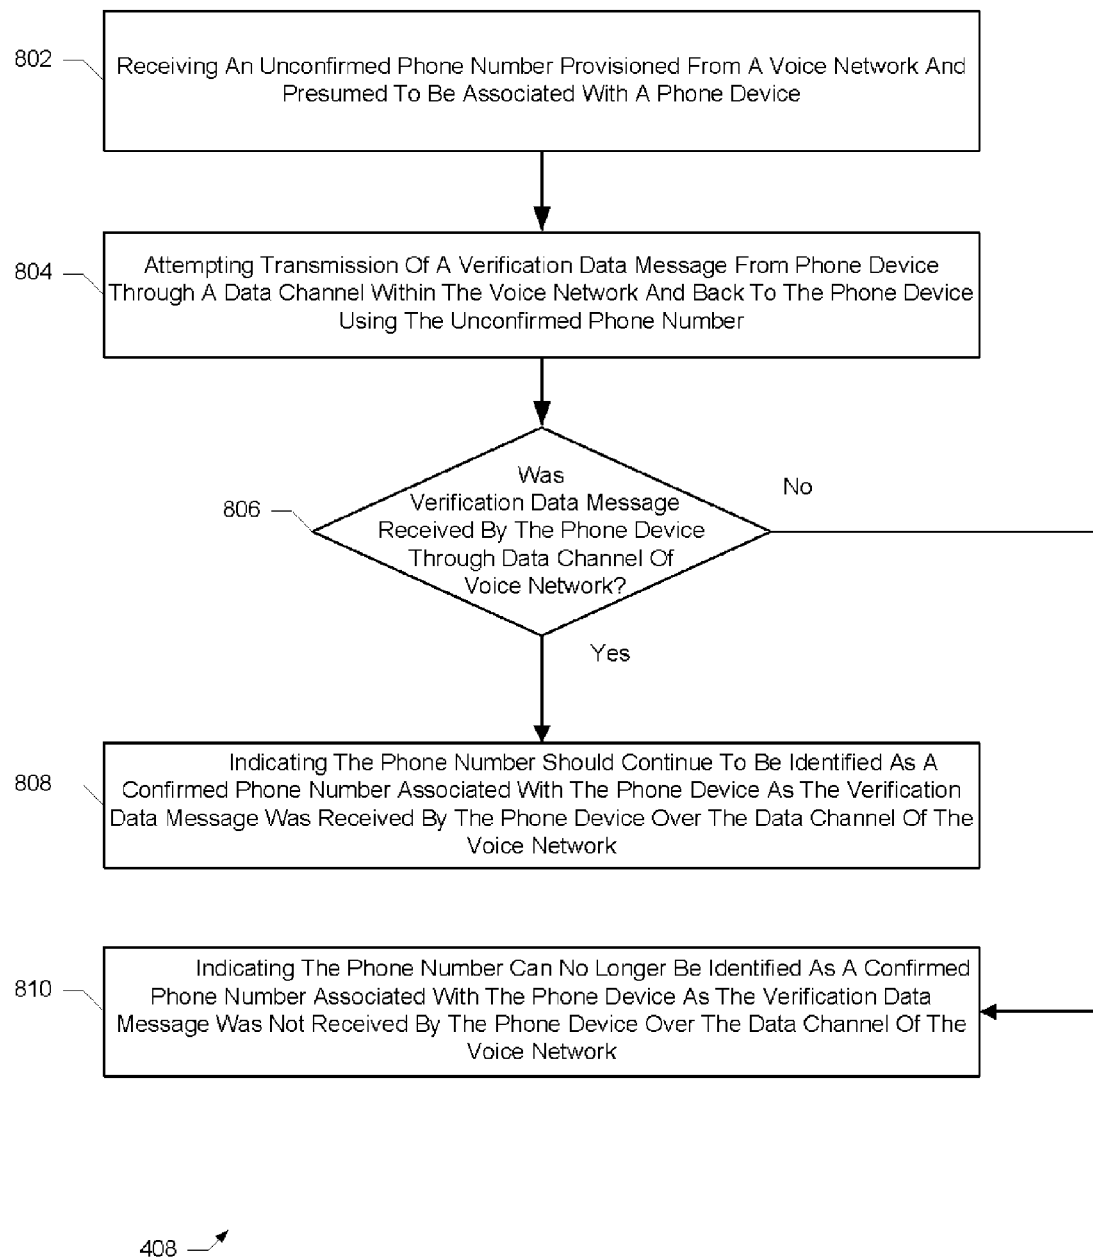 802
Receiving An Unconfirmed Phone Number Provisioned From A Voice Network And
Presumed To Be Associated With A Phone Device
804
Attempting Transmission Of A Verification Data Message From Phone Device
Through A Data Channel Within The Voice Network And Back To The Phone Device
Using The Unconfirmed Phone Number
806
Was
Verification Data Message
Received By The Phone Device
Through Data Channel Of
Voice Network?
No
Yes
808
Indicating The Phone Number Should Continue To Be Identified As A
Confirmed Phone Number Associated With The Phone Device As The Verification
Data Message Was Received By The Phone Device Over The Data Channel Of The
Voice Network
810
Indicating The Phone Number Can No Longer Be Identified As A Confirmed
Phone Number Associated With The Phone Device As The Verification Data
Message Was Not Received By The Phone Device Over The Data Channel Of The
Voice Network
408